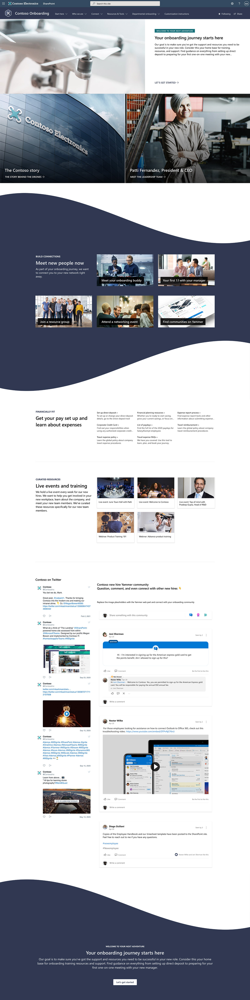 Contoso Electronics
SharePoint
Search this site
MA
Contoso Onboarding
Start here
Who we are
Connect
Resources & Tools
Departmental onboarding
Customization instructions
Following
Share
WELCOME TO YOUR NEXT ADVENTURE
Your onboarding journey starts here
Our goal is to make sure you've got the support and resources you need to be
successful in your new role. Consider this your home base for training,
resources, and support. Find guidance on everything from setting up direct
deposit to preparing for your first one-on-one meeting with your new...
LET'S GET STARTED
Contoso Electronics
The Contoso story
THE STORY BEHIND THE DRONES
Patti Fernandez, President & CEO
MEET THE LEADERSHIP TEAM
BUILD CONNECTIONS
Meet new people now
As part of your onboarding journey, we want
to connect you to your new network right
away.
Meet your onboarding buddy
Your first 1:1 with your manager
Join a resource group
Attend a networking event
Find communities on Yammer
FINANCIALLY FIT
Get your pay set up and
learn about expenses
Set up direct deposit »
To set up or change your direct deposit
details, go to the direct deposit tool
Financial planning resources »
Whether you're ready to start saving,
grow your current savings, or focus on...
Expense report process »
Find expense report tools and other
information about submitting expense...
Corporate Credit Card »
Find out your responsibilities when
using any authorized corporate credit...
List of paydays »
Find the full list of the 2020 paydays for
Salary/Exempt employees
Travel reimbursement »
Learn the global policy about company
travel reimbursement procedures
Travel expense policy »
Learn the global policy about company
travel expense procedures
Travel expense FAQs »
We have you covered. Use this tool to
learn, plan, and book your journey.
CURATED RESOURCES
Live events and training
We hold a live event every week for our new
hires. We want to help you get involved in your
new workplace, learn about the company, and
meet your new team members. We've curated
these resources specifically for our new team
members.
Live event: June Town Hall with Patti
Live event: Welcome to Contoso
Live event: Top of mind with
Pradeep Gupta, Head of R&D
Webinar: Product Training 101
Webinar: Advance product training
Contoso on Twitter
Contoso
@ContosoInc
You bet we do, Mark.
Great post, @catpaint1. Thanks for bringing
Contoso into the modern era and making our
intranet shine. 👇 Cc @MeganBowenM365
https://twitter.com/mkashman/status/135669647437
3908432
Feb 2, 2021
Contoso
@ContosoInc
What do u think of "The Landing" @SharePoint-
powered home site accessed from within
@MicrosoftTeams. Designed by our prolific Megan
Bowen and implemented by Contoso IT.
#homesiteappforTeams #MSIgnite
THE LANDING
THE LANDING
Sep 23, 2020
Contoso
@ContosoInc
twitter.com/mkashman/statu…
https://twitter.com/mkashman/status/130587271711
2107008
Sep 15, 2020
Contoso
@ContosoInc
#demos #MSIgnite #SharePoint #demos #Ignite
#OneDrive #demos #MicrosoftTeams #MSIgnite
#demos #Yammer #MSIgnite #Stream #MSIgnite
#demos #Azure #demos #MSIgnite #Dynamics365
#demos #MSIgnite #MSLists #demos #MSIgnite
#Visio #demos #MSIgnite #Planner #demos
#MSIgnite 👀 ⏳
Sep 15, 2020
Contoso
@ContosoInc
Learn from above...
"18 tips for learning drone
photography"#Mark8Quad
18 TIPS FOR LEARNING DRONE PHOTOGRAPHY
May 13, 2020
Contoso new hire Yammer community
Question, comment, and even connect with other new hires 👇
Replace the image placeholders with the Yammer web part and connect with your onboarding community
Share something with this community
Joni Sherman
Apr 20
Seen by 2
QUESTION
Hi - I'm interested in signing up for the American express gold card to get
the points benefit. Am I allowed to sign up for this?
Like
Comment
Be the first to like this
Best Answer
Nestor Wilke Apr 20
Hi Joni Sherman - Welcome to Contoso. Yes, you are permitted to sign up for the American Express gold
card. You will be responsible for paying the annual $50 annual fee.
cc: Joni Sherman
Write a comment
Nestor Wilke
Apr 20
Seen by 2
For those employees looking for assistance on how to connect Outlook to Office 365, check out this
troubleshooting video. https://www.youtube.com/embed/DTPvNjCF6vU
Inbox
Like
Comment
Be the first to like this
Write a comment
Diego Siciliani
Apr 20
Seen by 3
Copies of the Employee Handbook and our timesheet template have been posted to the SharePoint site.
Feel free to reach out to me if you have any questions.
#newemployee
#Newemployee
Like
Comment
Nestor Wilke and Joni Sherman like this
Write a comment
WELCOME TO YOUR NEXT ADVENTURE
Your onboarding journey starts here
Our goal is to make sure you've got the support and resources you need to be successful in your new role. Consider this your home
base for onboarding training resources and support. Find guidance on everything from setting up direct deposit to preparing for your
first one-on-one meeting with your new manager.
Let's get started